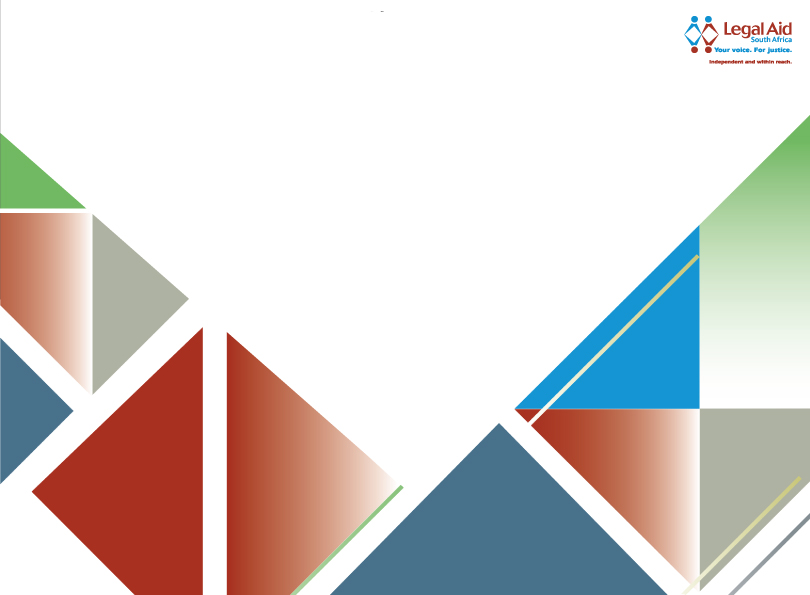 Legal Aid
South Africa
Your voice. For justice.
Independent and within reach.